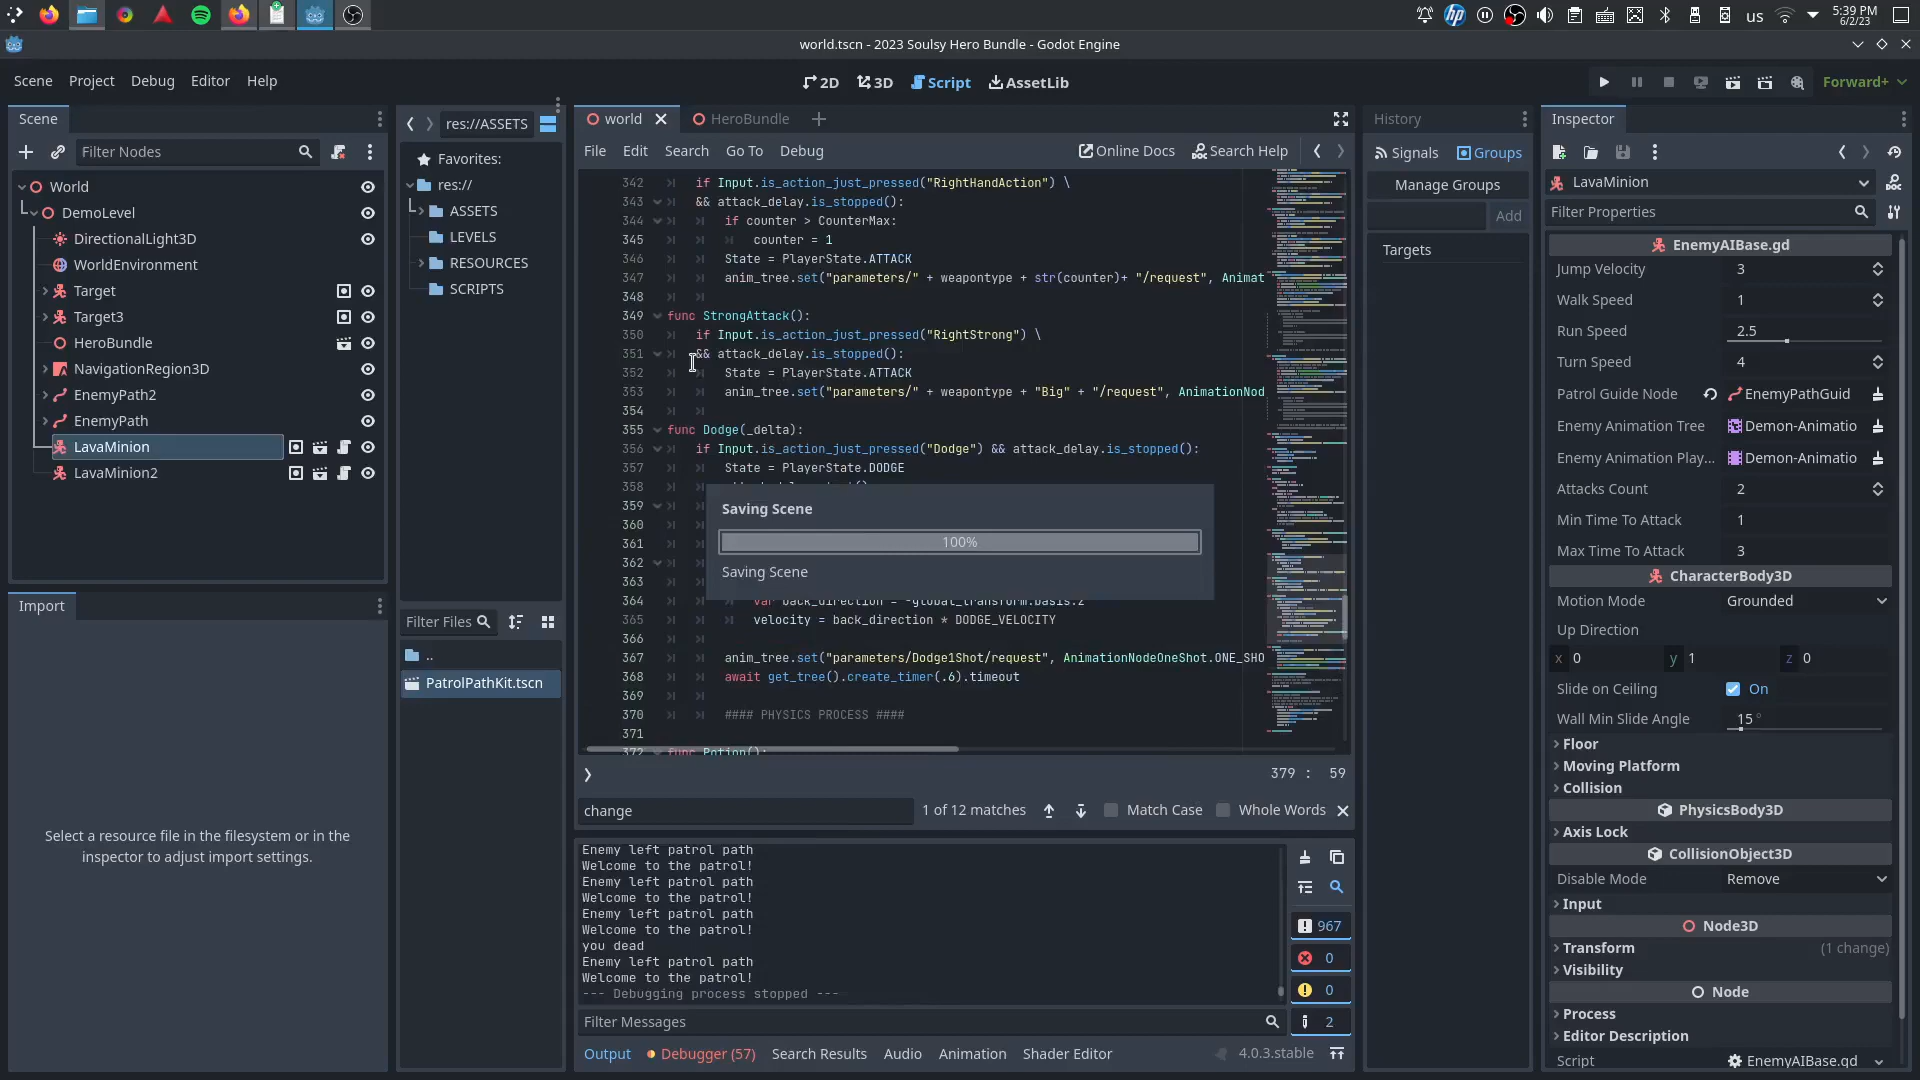 us
5:39 PM
6/2/23
world.tscn - 2023 Soulsy Hero Bundle - Godot Engine
Scene Project Debug Editor Help
2D 3D Script AssetLib
Forward+
Scene
Filter Nodes
World
DemoLevel
DirectionalLight3D
WorldEnvironment
Target
Target3
HeroBundle
NavigationRegion3D
EnemyPath2
EnemyPath
LavaMinion
LavaMinion2
Import
Select a resource file in the filesystem or in the
inspector to adjust import settings.
res://ASSETS
Favorites:
res://
ASSETS
LEVELS
RESOURCES
SCRIPTS
Filter Files
..
PatrolPathKit.tscn
world HeroBundle
File Edit Search Go To Debug Online Docs Search Help
342 if Input.is_action_just_pressed("RightHandAction") \
343 && attack_delay.is_stopped():
344 if counter > CounterMax:
345 counter = 1
346 State = PlayerState.ATTACK
347 anim_tree.set("parameters/" + weapontype + str(counter)+ "/request", Animat
348
349 func StrongAttack():
350 if Input.is_action_just_pressed("RightStrong") \
351 && attack_delay.is_stopped():
352 State = PlayerState.ATTACK
353 anim_tree.set("parameters/" + weapontype + "Big" + "/request", AnimationNod
354
355 func Dodge(_delta):
356 if Input.is_action_just_pressed("Dodge") && attack_delay.is_stopped():
357 State = PlayerState.DODGE
358
359
360
361
362
363
364 var back_direction = -global_transform.basis.z
365 velocity = back_direction * DODGE_VELOCITY
366
367 anim_tree.set("parameters/Dodge1Shot/request", AnimationNodeOneShot.ONE_SHO
368 await get_tree().create_timer(.6).timeout
369
370 #### PHYSICS PROCESS ####
371
372 func Potion():
Saving Scene
100%
Saving Scene
379 : 59
change 1 of 12 matches Match Case Whole Words
Enemy left patrol path
Welcome to the patrol!
Enemy left patrol path
Welcome to the patrol!
Enemy left patrol path
Welcome to the patrol!
you dead
Enemy left patrol path
Welcome to the patrol!
--- Debugging process stopped ---
967
0
0
2
Filter Messages
Output Debugger (57) Search Results Audio Animation Shader Editor 4.0.3.stable
History
Signals Groups
Manage Groups
Add
Targets
Inspector
LavaMinion
Filter Properties
EnemyAIBase.gd
Jump Velocity 3
Walk Speed 1
Run Speed 2.5
Turn Speed 4
Patrol Guide Node EnemyPathGuid
Enemy Animation Tree Demon-Animatio
Enemy Animation Play... Demon-Animatio
Attacks Count 2
Min Time To Attack 1
Max Time To Attack 3
CharacterBody3D
Motion Mode Grounded
Up Direction
x 0 y 1 z 0
Slide on Ceiling On
Wall Min Slide Angle 15 °
Floor
Moving Platform
Collision
PhysicsBody3D
Axis Lock
CollisionObject3D
Disable Mode Remove
Input
Node3D
Transform (1 change)
Visibility
Node
Process
Editor Description
Script EnemyAIBase.gd